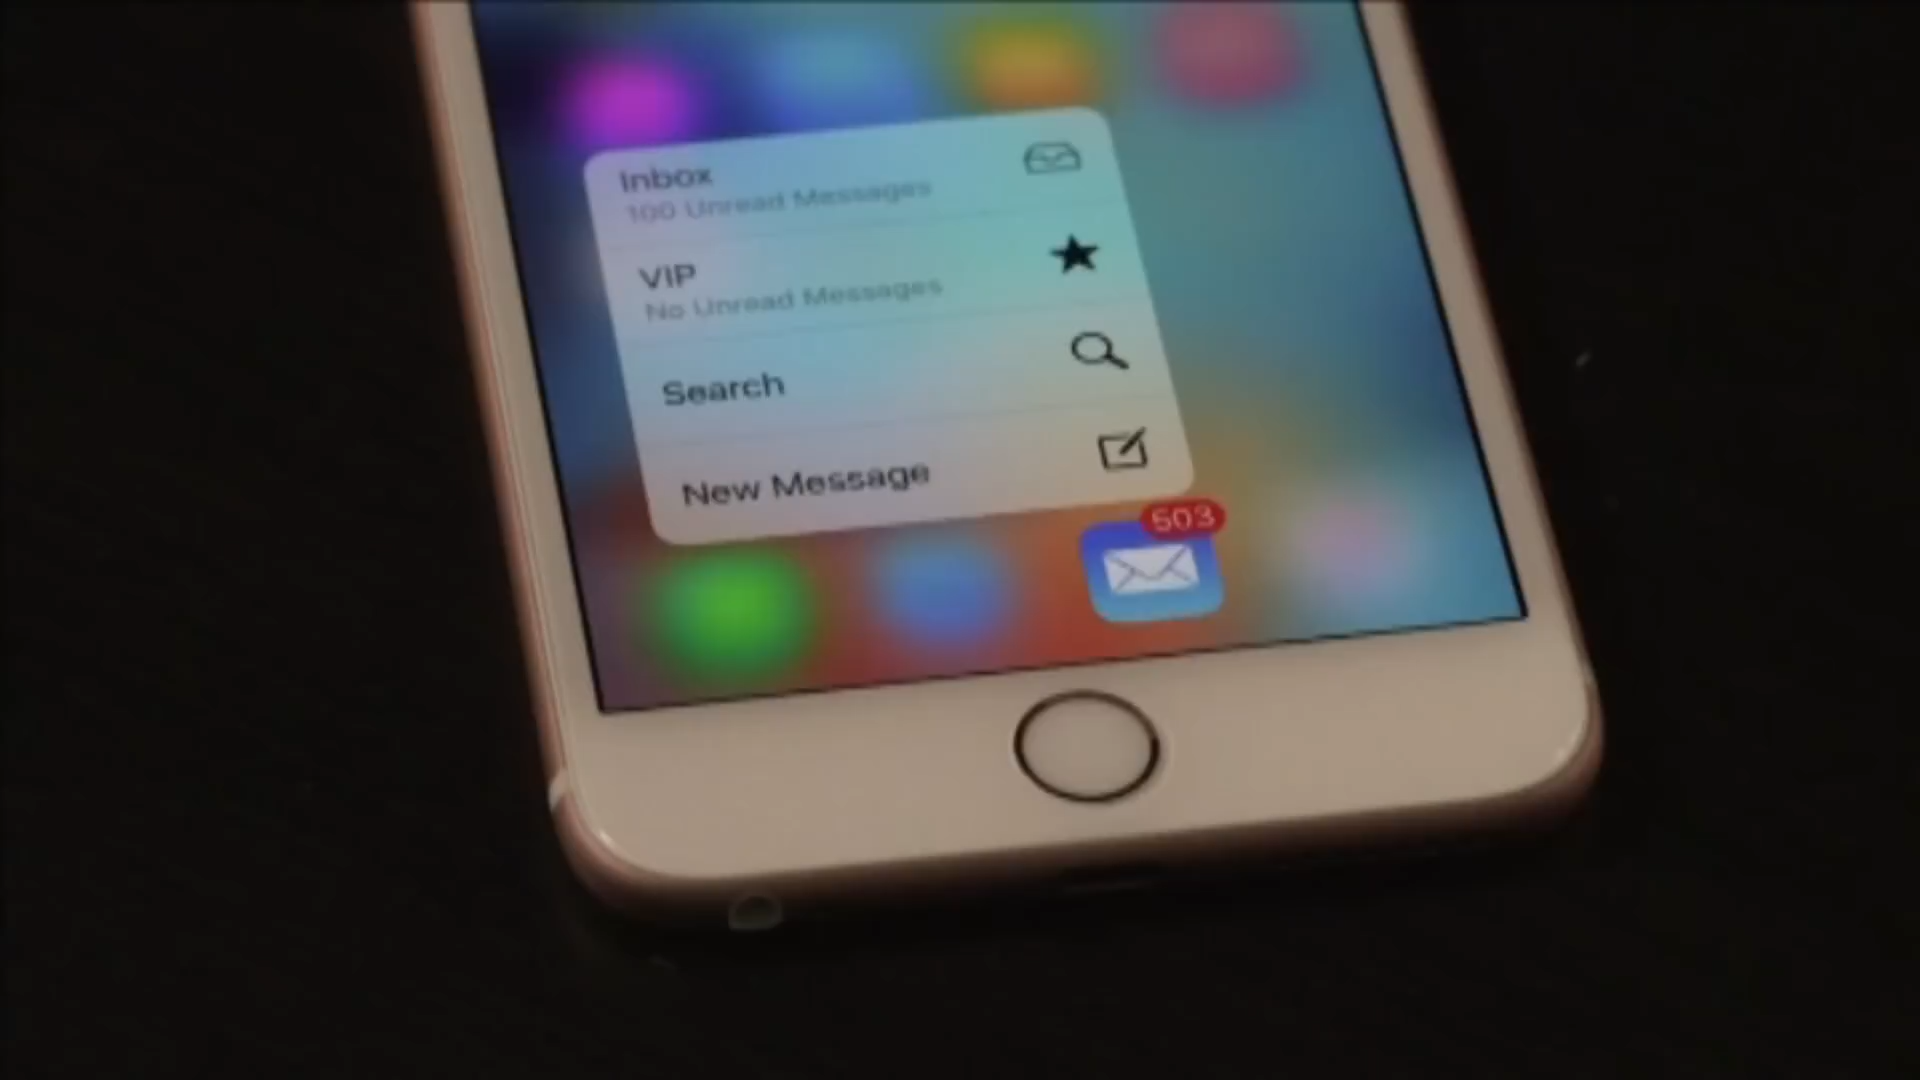 Inbox
100 Unread Messages
VIP
No Unread Messages
Search
New Message
503